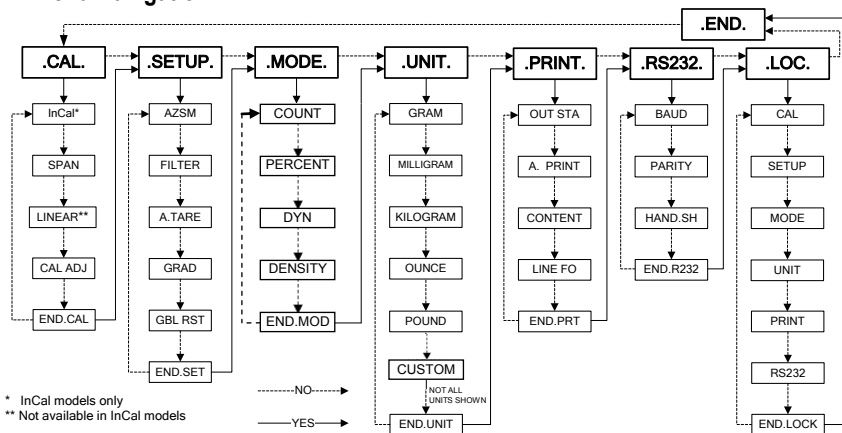 .END.
.CAL.
.SETUP.
.MODE.
.UNIT.
.PRINT.
.RS232.
.LOC.
InCal*
SPAN
LINEAR**
CAL ADJ
END.CAL
AZSM
FILTER
A.TARE
GRAD
GBL RST
END.SET
COUNT
PERCENT
DYN
DENSITY
END.MOD
GRAM
MILLIGRAM
KILOGRAM
OUNCE
POUND
CUSTOM
NOT ALL
UNITS SHOWN
END.UNIT
OUT STA
A. PRINT
CONTENT
LINE FO
END.PRT
BAUD
PARITY
HAND.SH
END.R232
CAL
SETUP
MODE
UNIT
PRINT
RS232
END.LOCK
NO
YES
* InCal models only
** Not available in InCal models